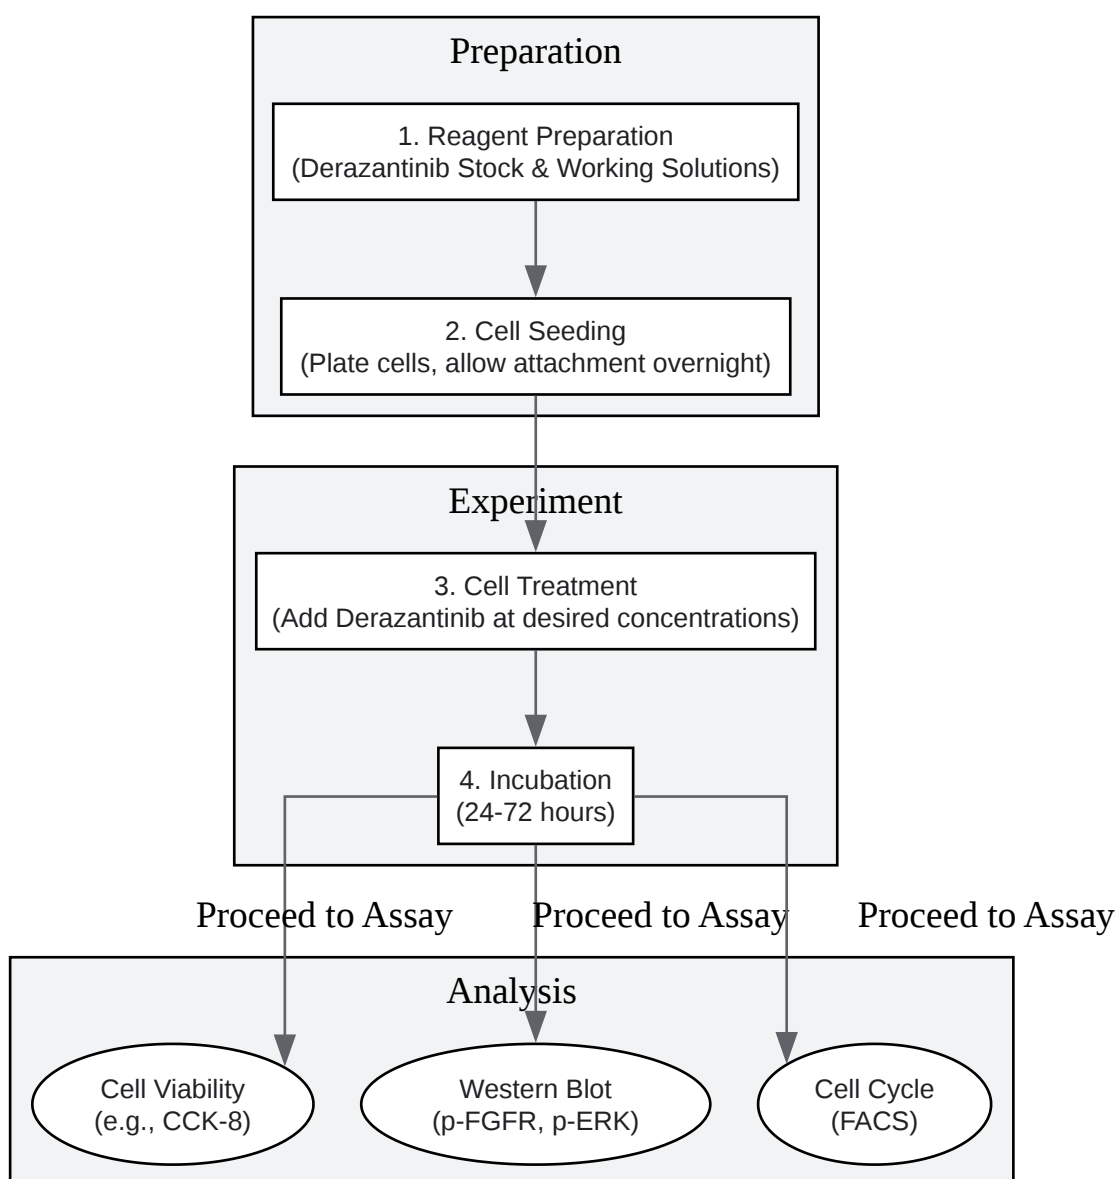 Preparation
1. Reagent Preparation
(Derazantinib Stock & Working Solutions)
2. Cell Seeding
(Plate cells, allow attachment overnight)
Experiment
3. Cell Treatment
(Add Derazantinib at desired concentrations)
4. Incubation
(24-72 hours)
Proceed to Assay
Proceed to Assay
Proceed to Assay
Analysis
Cell Viability
(e.g., CCK-8)
Western Blot
(p-FGFR, p-ERK)
Cell Cycle
(FACS)